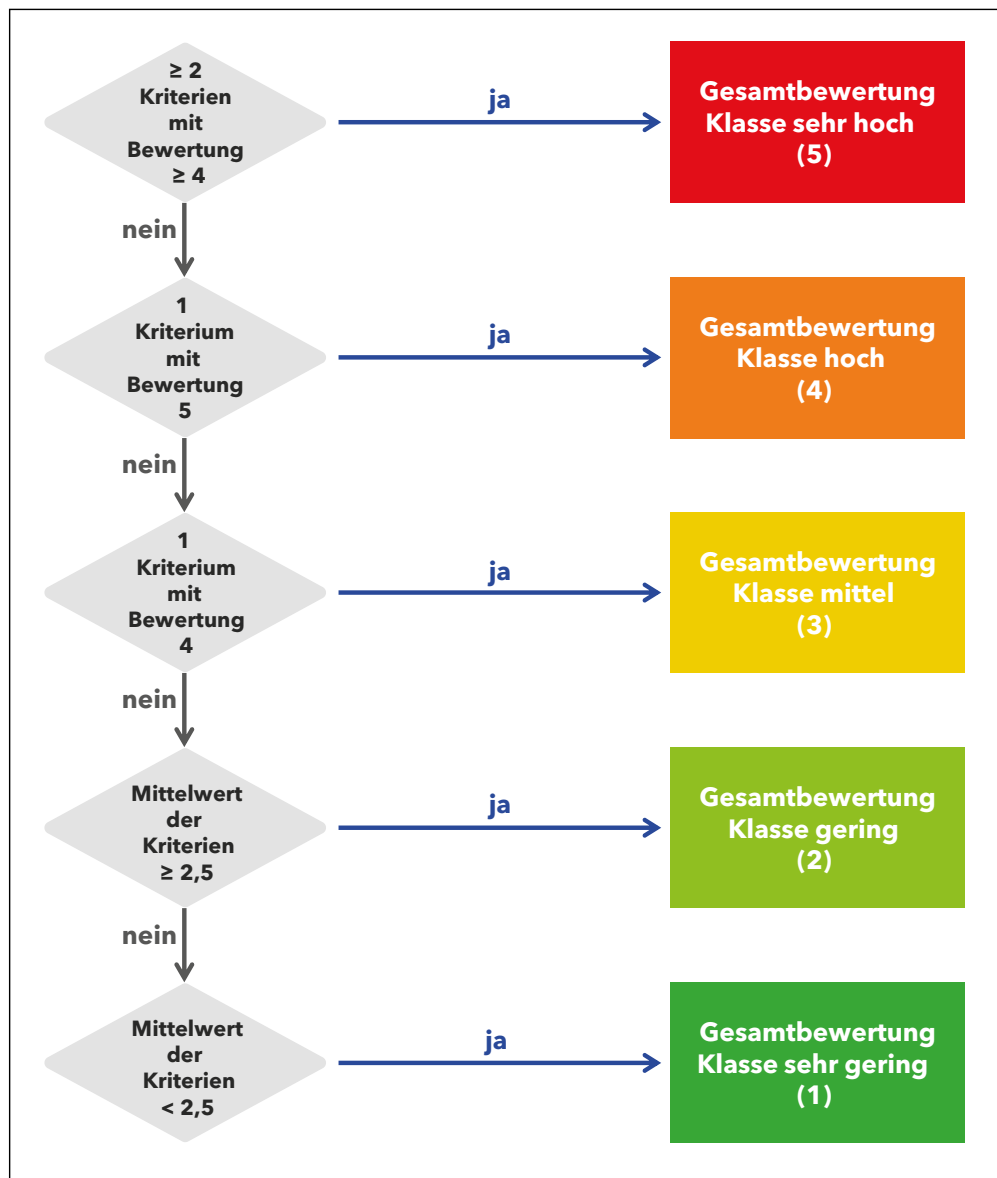 ≥ 2
Kriterien
mit
Bewertung
≥ 4
ja
Gesamtbewertung
Klasse sehr hoch
(5)
nein
1
Kriterium
mit
Bewertung
5
ja
Gesamtbewertung
Klasse hoch
(4)
nein
1
Kriterium
mit
Bewertung
4
ja
Gesamtbewertung
Klasse mittel
(3)
nein
Mittelwert
der
Kriterien
≥ 2,5
ja
Gesamtbewertung
Klasse gering
(2)
nein
Mittelwert
der
Kriterien
< 2,5
ja
Gesamtbewertung
Klasse sehr gering
(1)